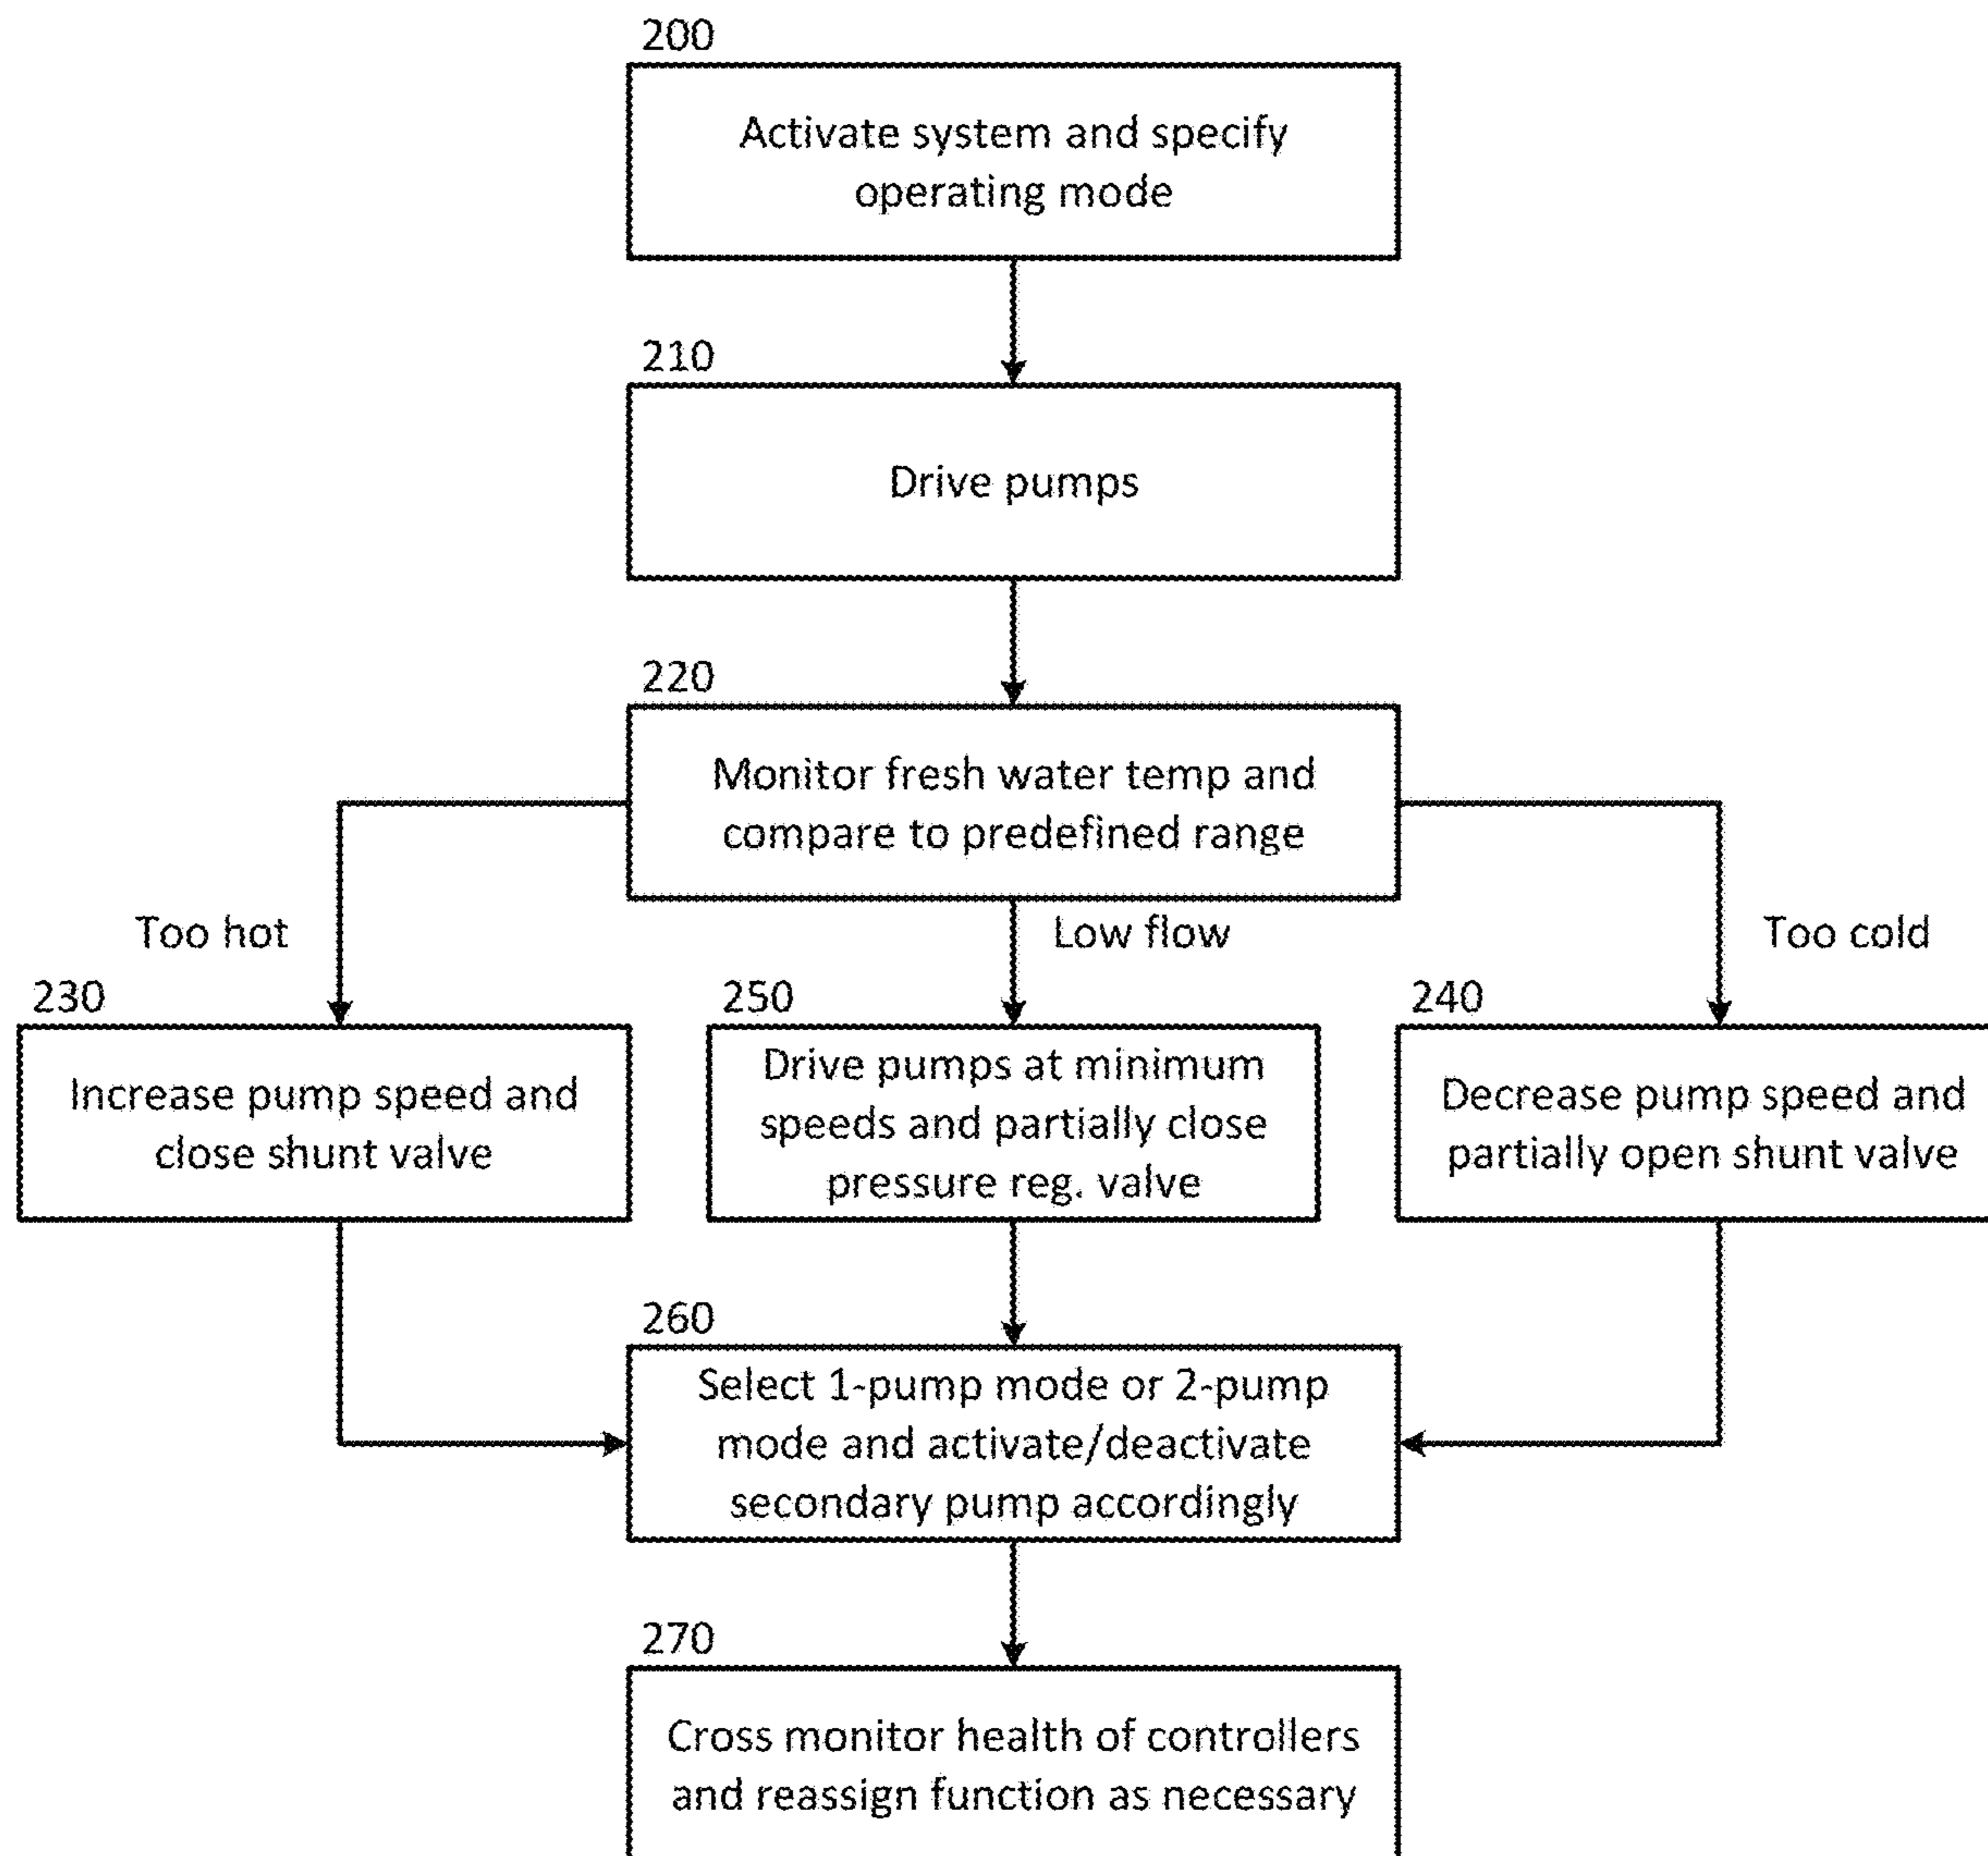 200
Activate system and specify
operating mode
210
Drive pumps
220
Monitor fresh water temp and
compare to predefined range
Too hot
Low flow
Too cold
230
Increase pump speed and
close shunt valve
250
Drive pumps at minimum
speeds and partially close
pressure reg. valve
240
Decrease pump speed and
partially open shunt valve
260
Select 1-pump mode or 2-pump
mode and activate/deactivate
secondary pump accordingly
270
Cross monitor health of controllers
and reassign function as necessary